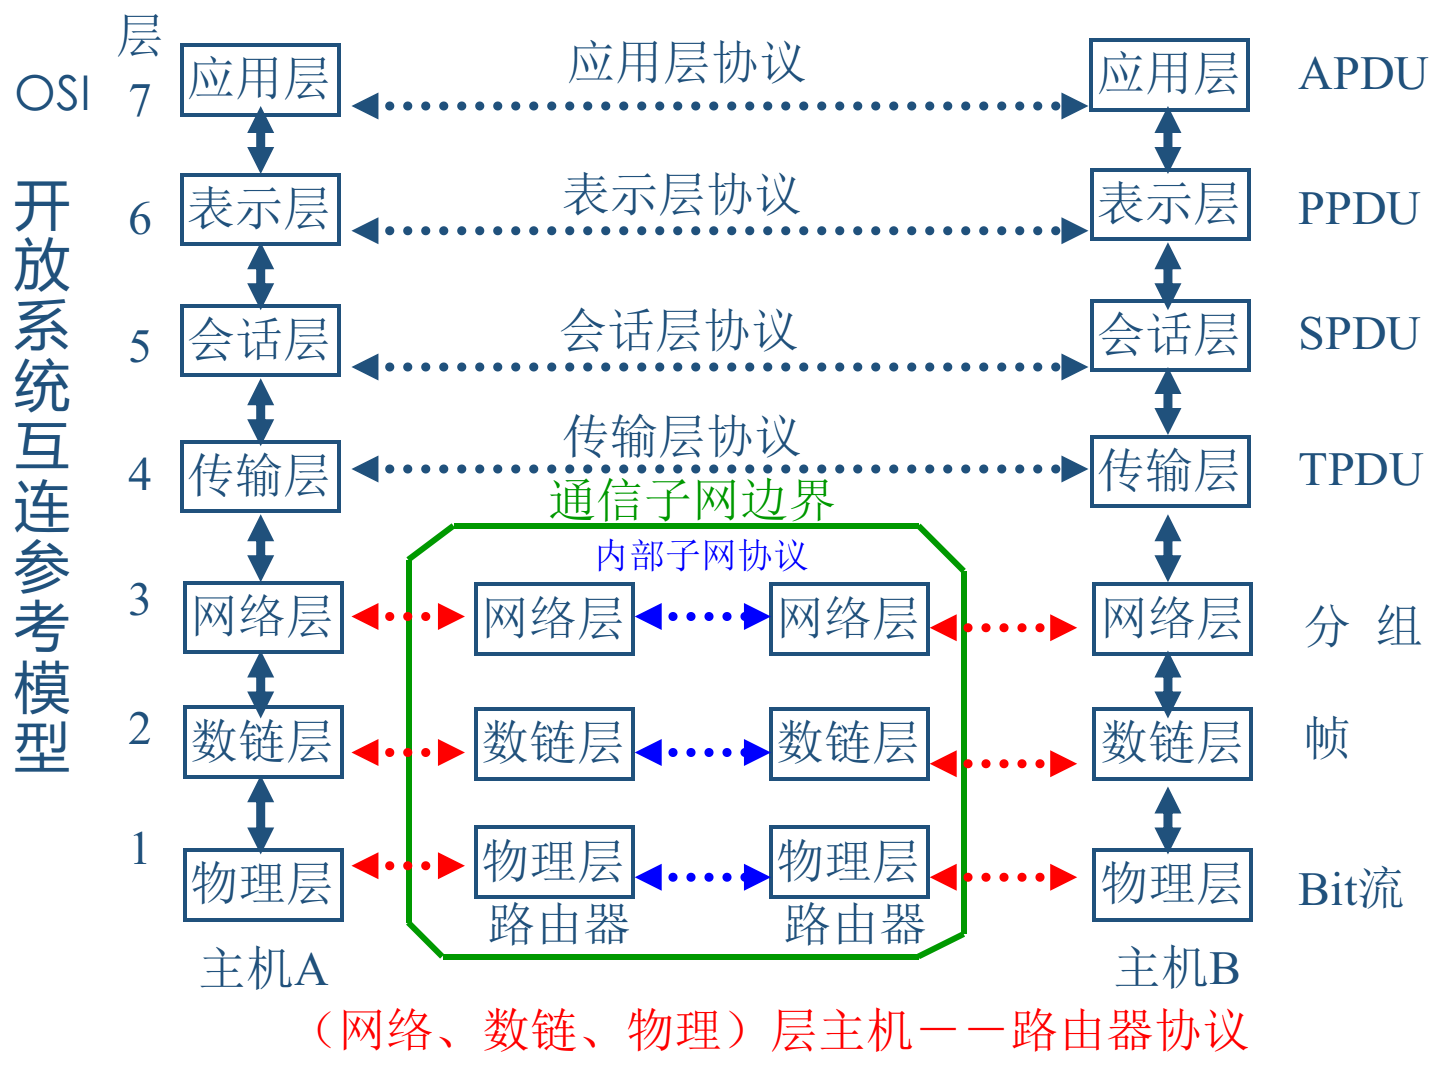 层
OSI
开放系统互连参考模型
7
应用层
应用层协议
应用层
APDU
6
表示层
表示层协议
表示层
PPDU
5
会话层
会话层协议
会话层
SPDU
4
传输层
传输层协议
传输层
TPDU
通信子网边界
内部子网协议
3
网络层
网络层
网络层
网络层
分 组
2
数链层
数链层
数链层
数链层
帧
1
物理层
物理层
物理层
物理层
Bit流
路由器
路由器
主机A
主机B
（网络、数链、物理）层主机－－路由器协议